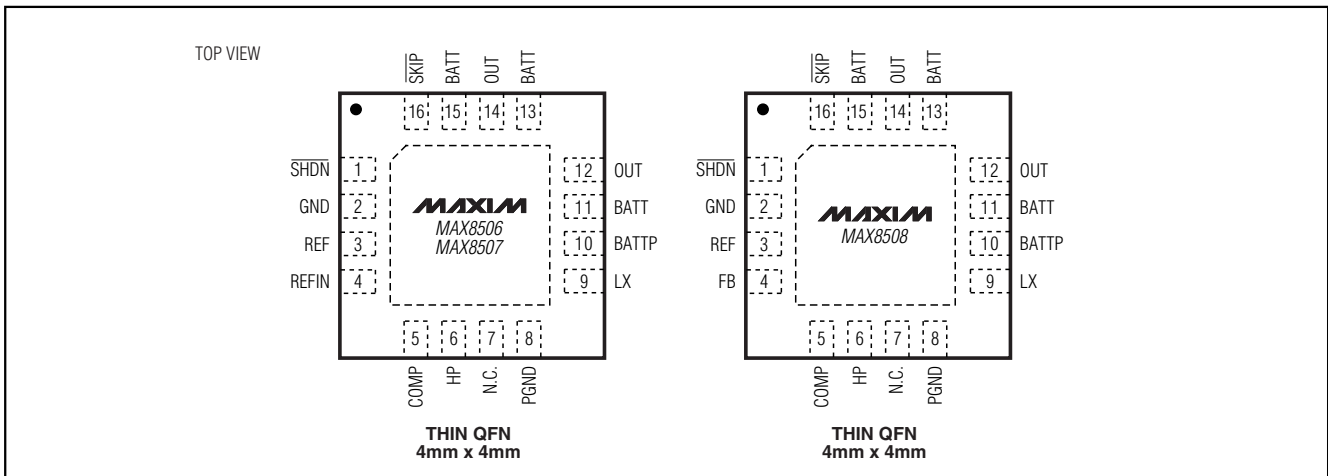 TOP VIEW
SKIP
BATT
OUT
BATT
16
15
14
13
SHDN 1
GND 2
REF 3
REFIN 4
MAXIM
MAX8506
MAX8507
12 OUT
11 BATT
10 BATTP
9 LX
5
6
7
8
COMP
HP
N.C.
PGND
THIN QFN
4mm x 4mm
SKIP
BATT
OUT
BATT
16
15
14
13
SHDN 1
GND 2
REF 3
FB 4
MAXIM
MAX8508
12 OUT
11 BATT
10 BATTP
9 LX
5
6
7
8
COMP
HP
N.C.
PGND
THIN QFN
4mm x 4mm